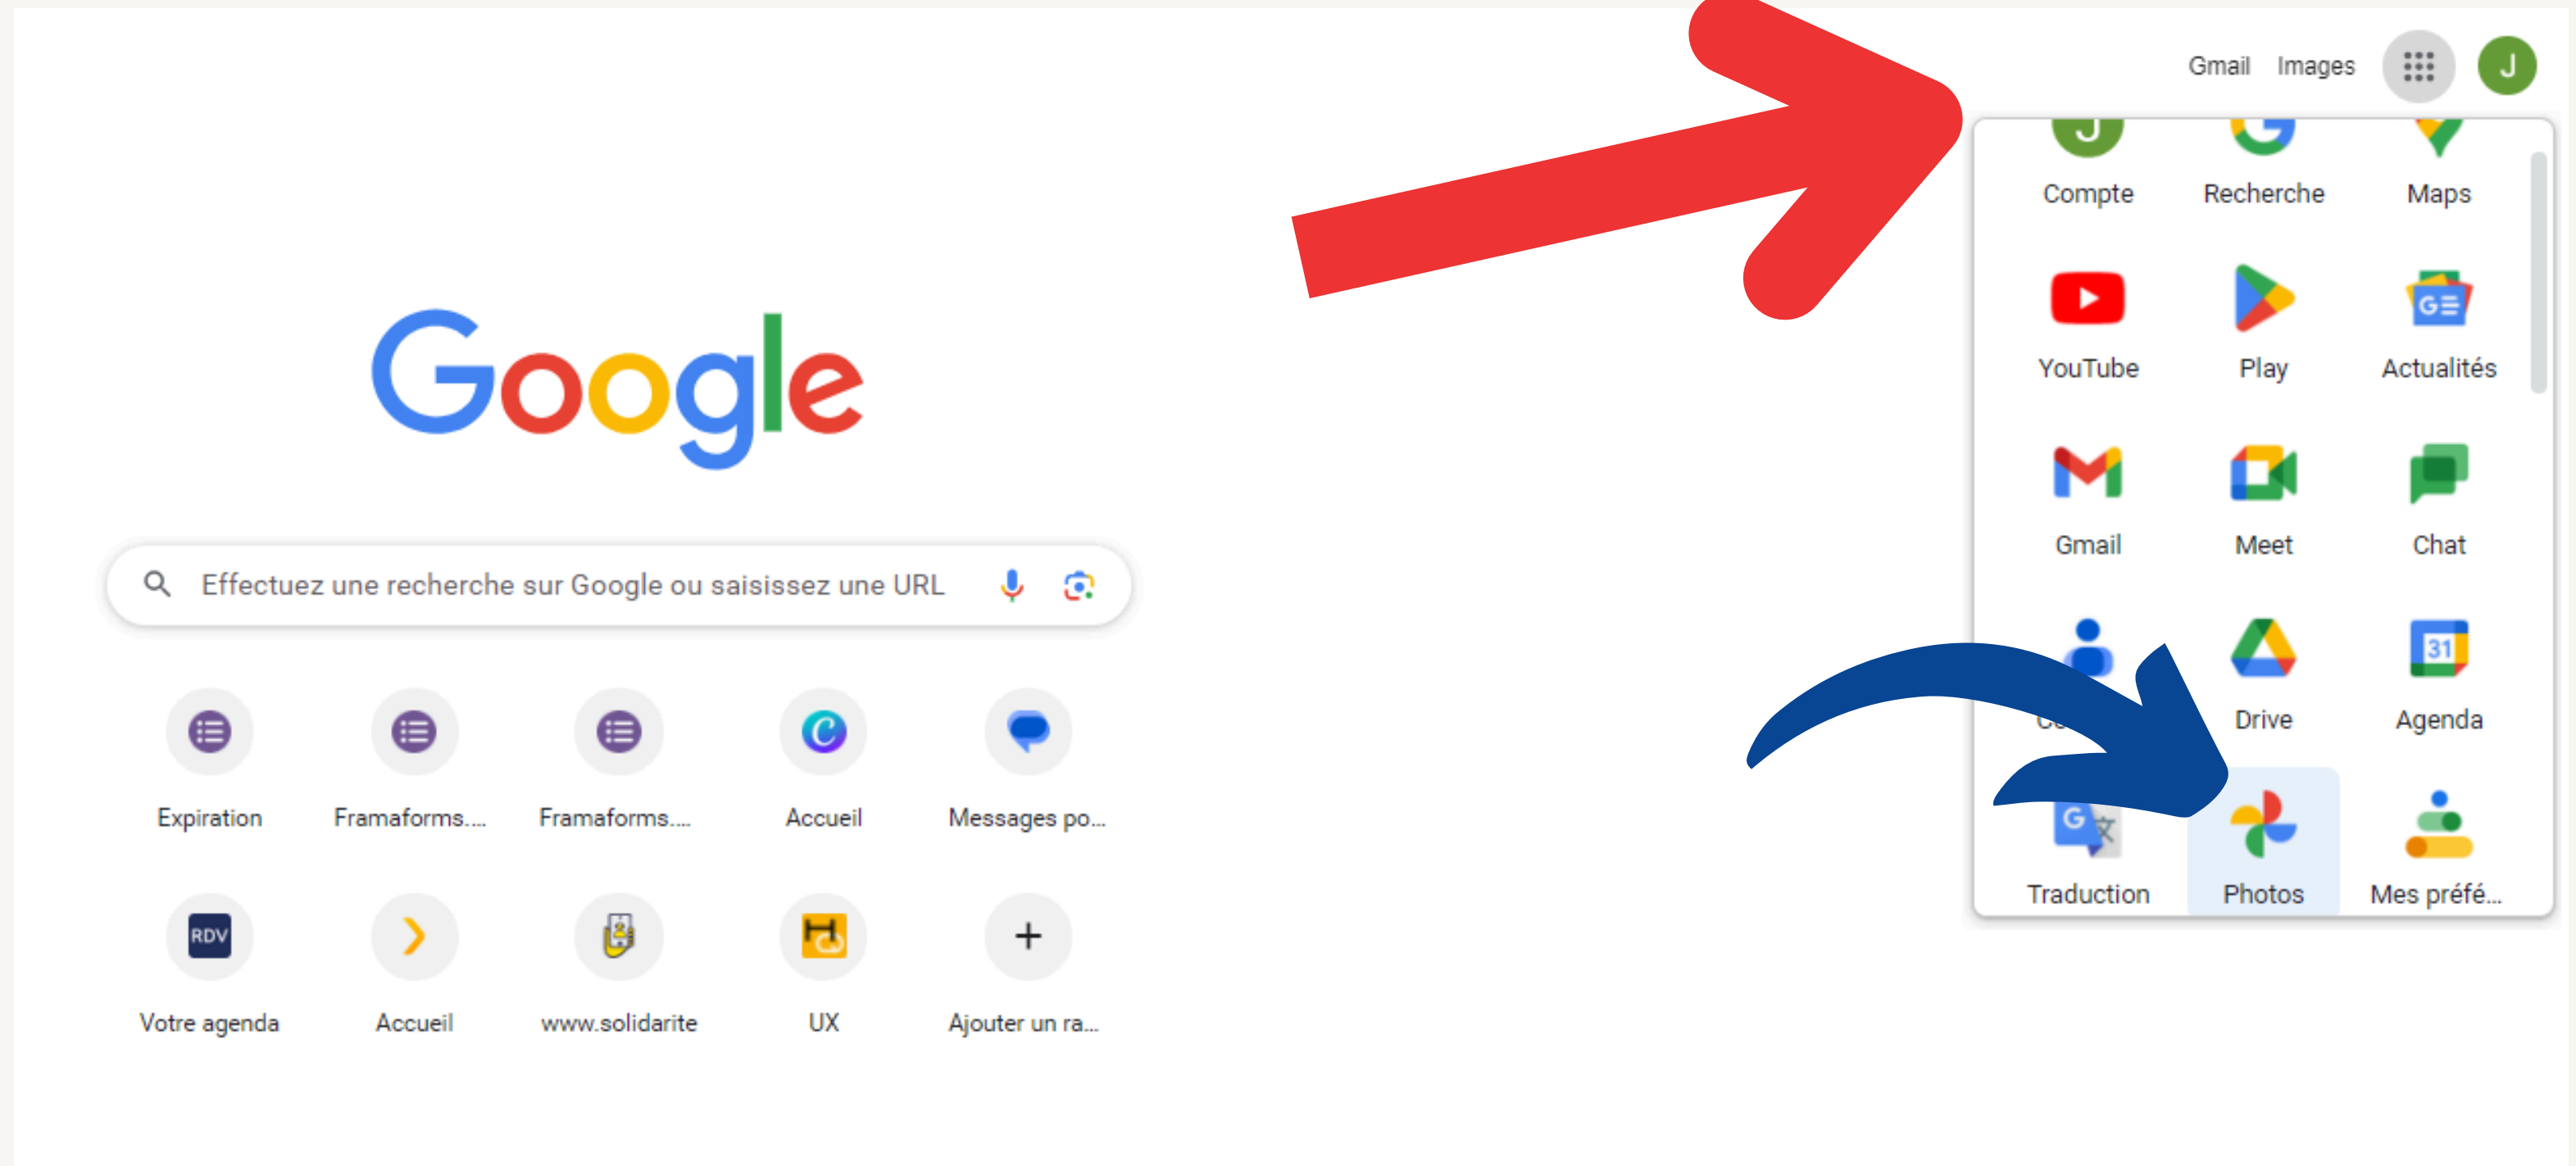 Gmail Images J
J
Compte Recherche Maps
Google
YouTube Play Actualités
Gmail Meet Chat
Effectuez une recherche sur Google ou saisissez une URL
31
Drive Agenda
Expiration Framaforms.... Framaforms.... Accueil Messages po...
Traduction Photos Mes préfé...
RDV
Votre agenda Accueil www.solidarite UX Ajouter un ra...